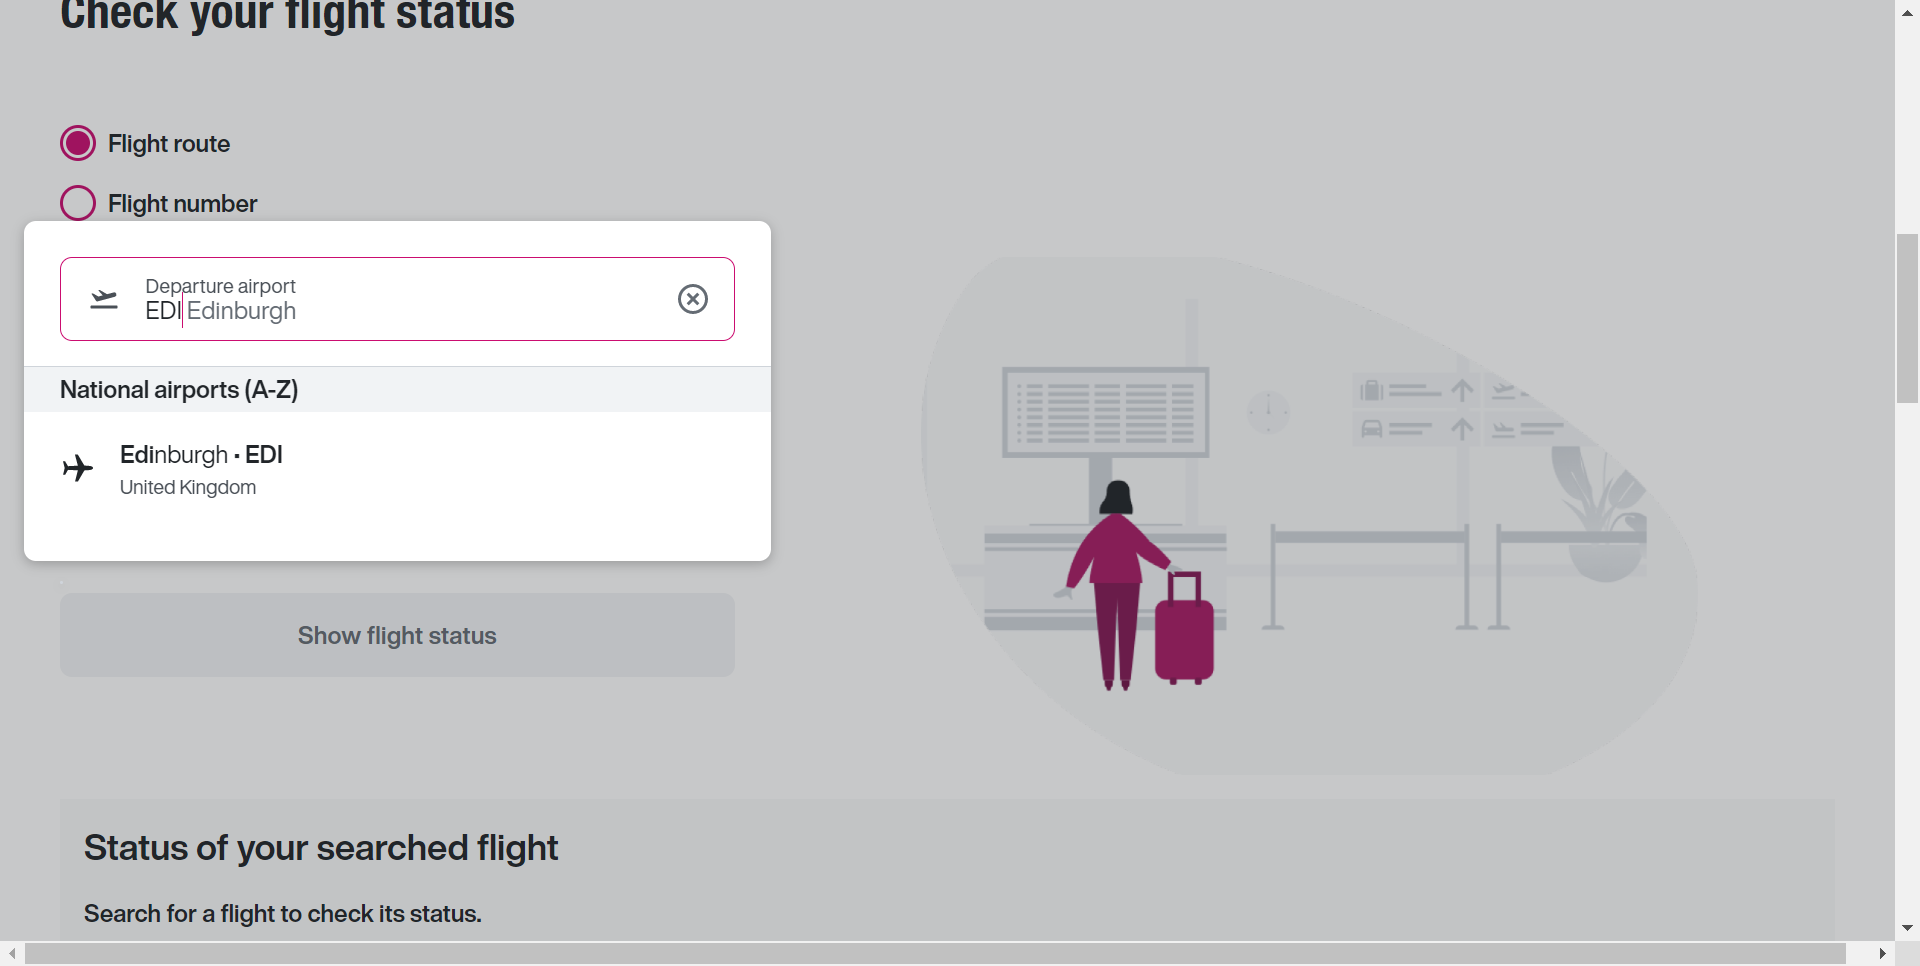 Check your flight status
Flight route
Flight number
Departure airport
EDI Edinburgh
National airports (A-Z)
Edinburgh · EDI
United Kingdom
Show flight status
Status of your searched flight
Search for a flight to check its status.